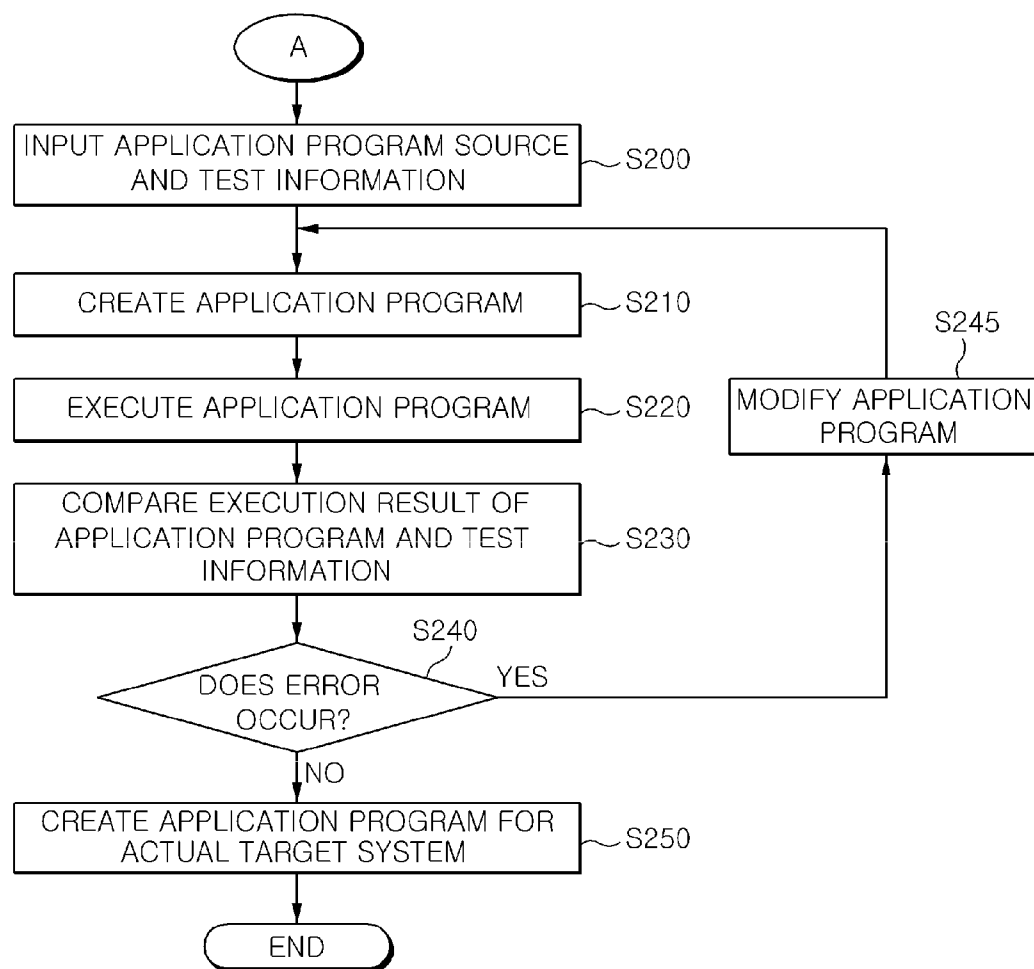 A
INPUT APPLICATION PROGRAM SOURCE
AND TEST INFORMATION
S200
CREATE APPLICATION PROGRAM
S210
EXECUTE APPLICATION PROGRAM
S220
S245
MODIFY APPLICATION
PROGRAM
COMPARE EXECUTION RESULT OF
APPLICATION PROGRAM AND TEST
INFORMATION
S230
S240
DOES ERROR
OCCUR?
YES
NO
CREATE APPLICATION PROGRAM FOR
ACTUAL TARGET SYSTEM
S250
END